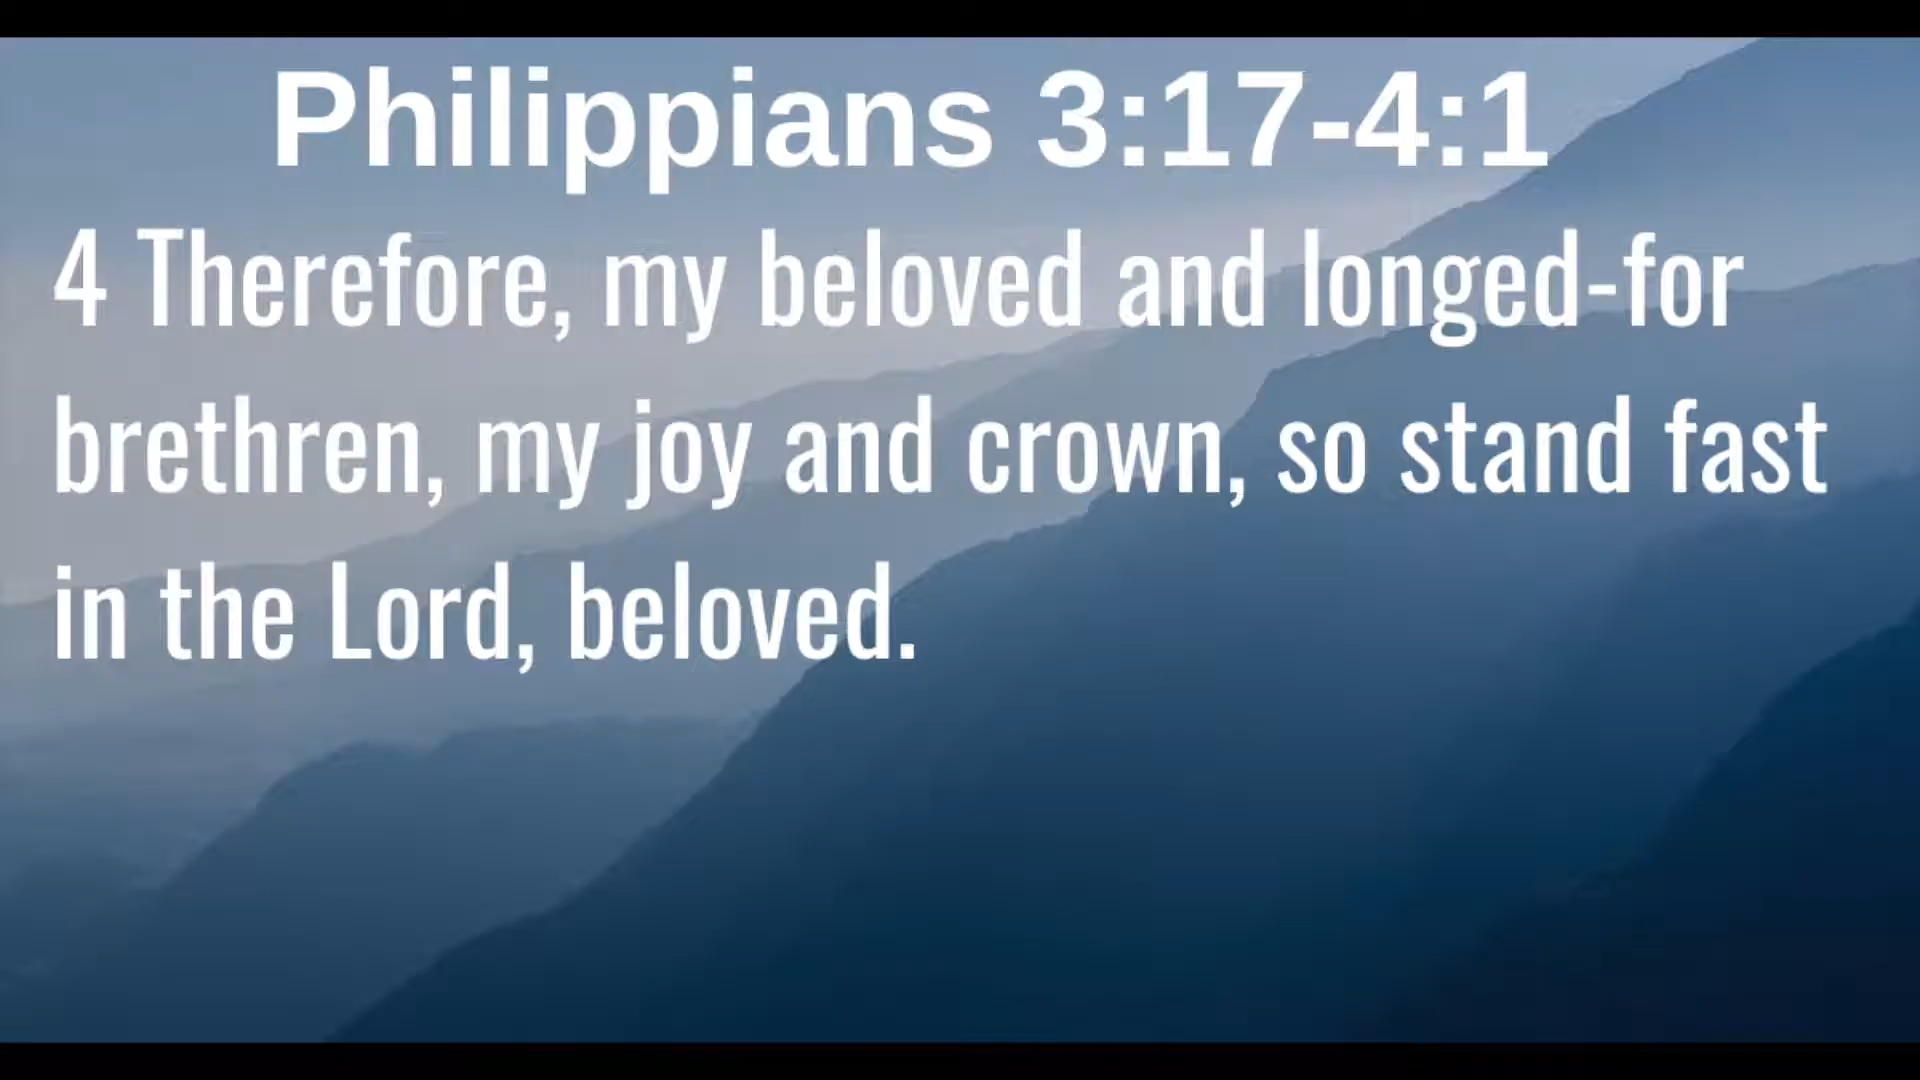 Philippians 3:17-4:1
4 Therefore, my beloved and longed-for
brethren, my joy and crown, so stand fast
in the Lord, beloved.